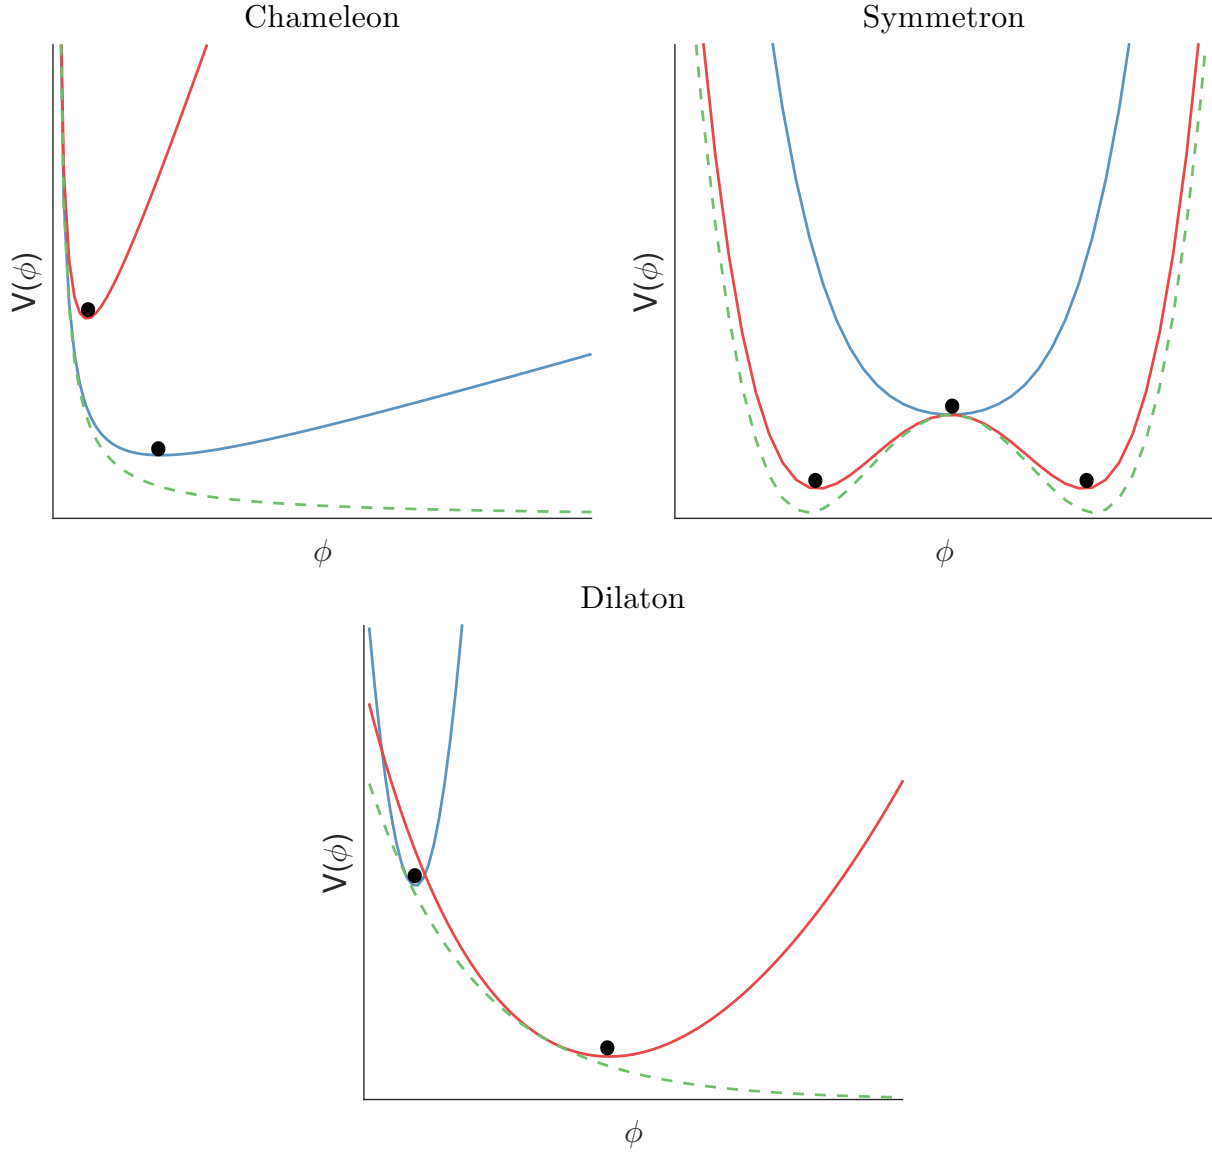 Chameleon
V(ϕ)
ϕ
Symmetron
V(ϕ)
ϕ
Dilaton
V(ϕ)
ϕ